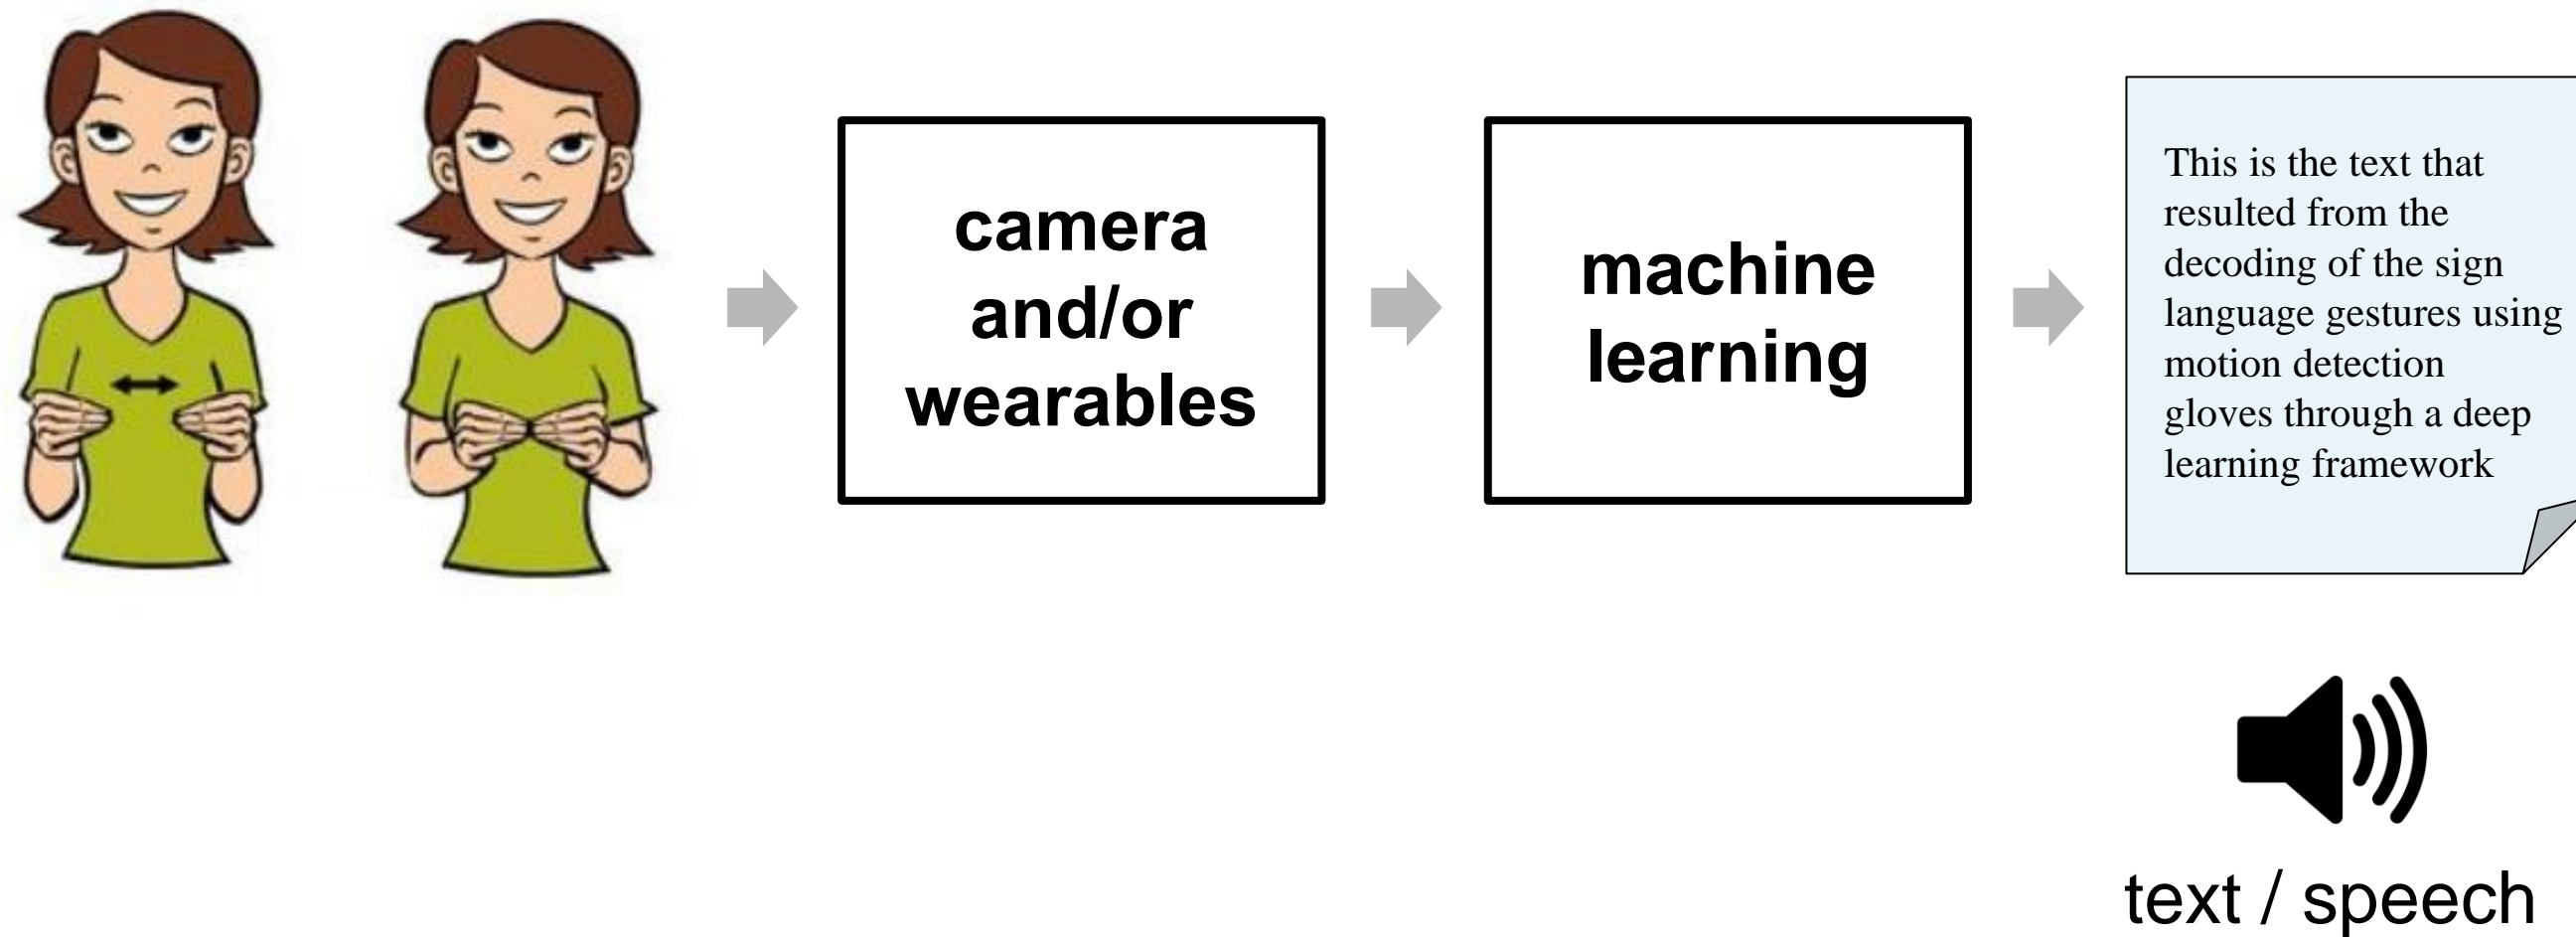 camera
and/or
wearables
machine
learning
This is the text that
resulted from the
decoding of the sign
language gestures using
motion detection
gloves through a deep
learning framework
text / speech